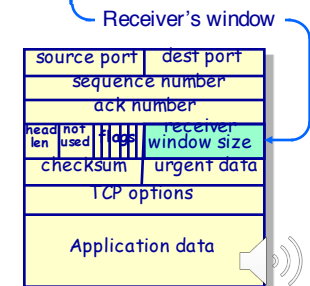 Receiver's window
source port dest port
sequence number
ack number
head len not used flags receiver window size
checksum urgent data
TCP options
Application data